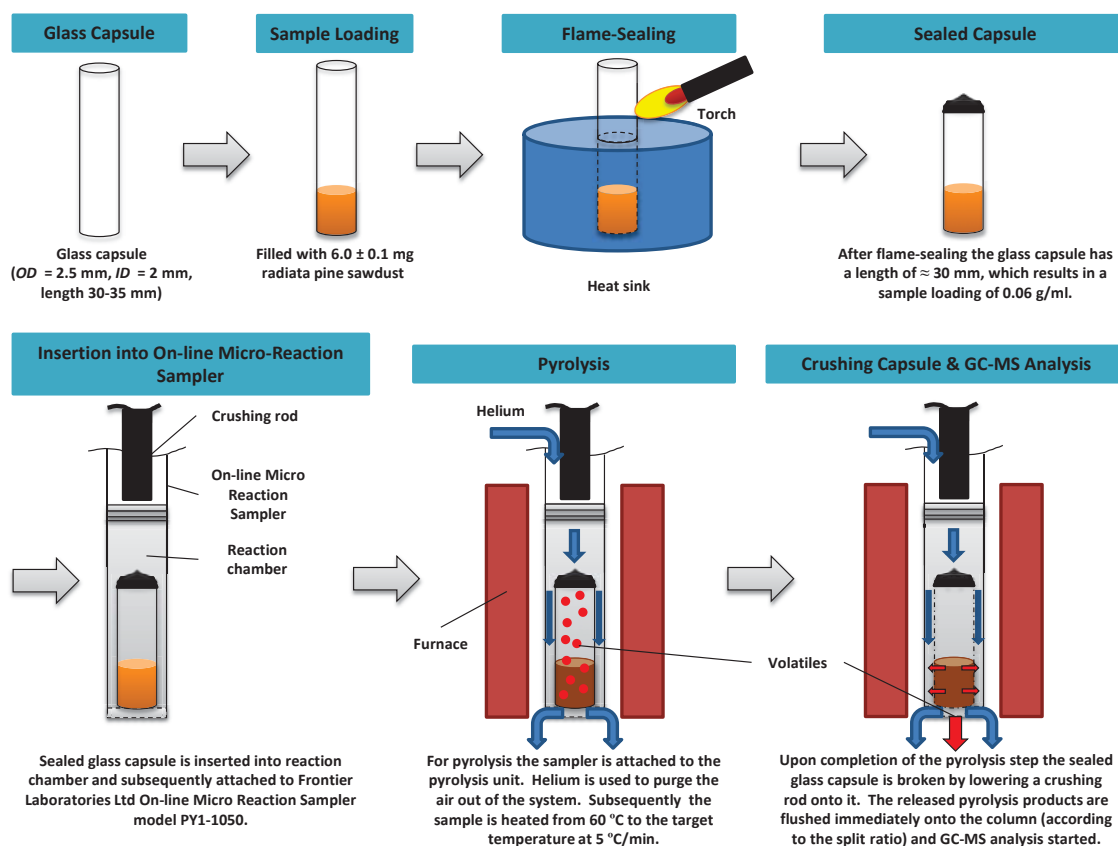 Glass Capsule
Sample Loading
Flame-Sealing
Sealed Capsule
Torch
Glass capsule
(OD = 2.5 mm, ID = 2 mm,
length 30-35 mm)
Filled with 6.0 ± 0.1 mg
radiata pine sawdust
Heat sink
After flame-sealing the glass capsule has
a length of ≈ 30 mm, which results in a
sample loading of 0.06 g/ml.
Insertion into On-line Micro-Reaction
Sampler
Pyrolysis
Crushing Capsule & GC-MS Analysis
Crushing rod
On-line Micro
Reaction
Sampler
Reaction
chamber
Helium
Furnace
Volatiles
Sealed glass capsule is inserted into reaction
chamber and subsequently attached to Frontier
Laboratories Ltd On-line Micro Reaction Sampler
model PY1-1050.
For pyrolysis the sampler is attached to the
pyrolysis unit. Helium is used to purge the
air out of the system. Subsequently the
sample is heated from 60 °C to the target
temperature at 5 °C/min.
Upon completion of the pyrolysis step the sealed
glass capsule is broken by lowering a crushing
rod onto it. The released pyrolysis products are
flushed immediately onto the column (according
to the split ratio) and GC-MS analysis started.